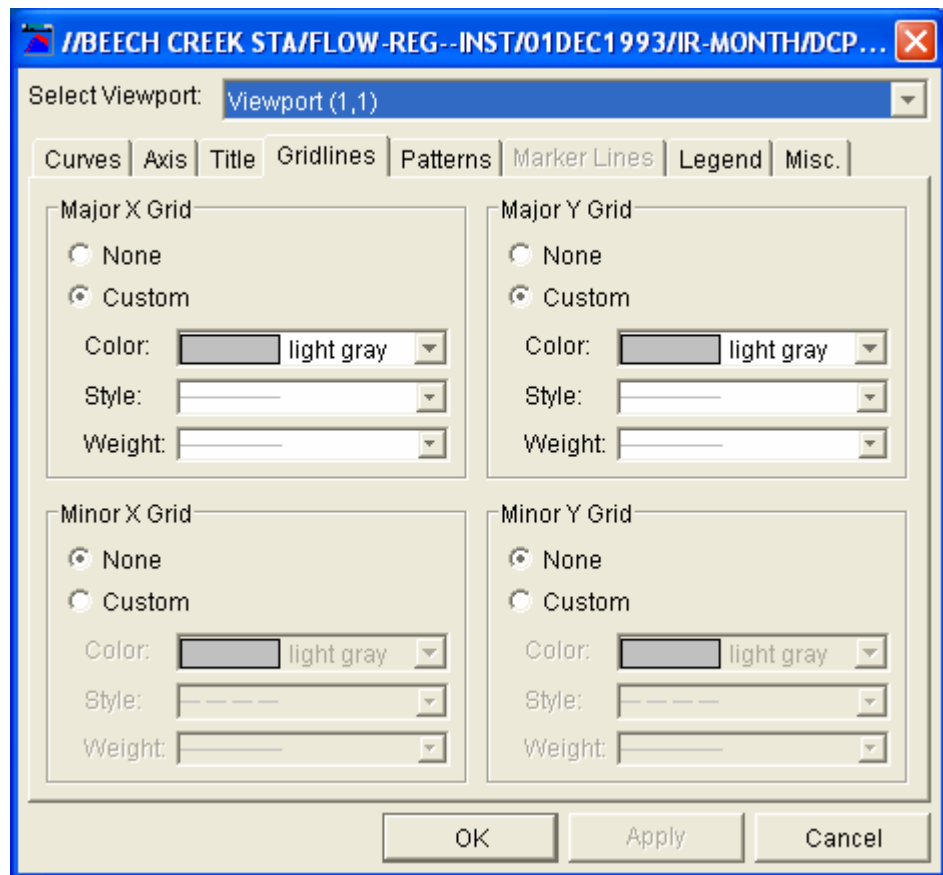 //BEECH CREEK STA/FLOW-REG--INST/01DEC1993/IR-MONTH/DCP...
Select Viewport: Viewport (1,1)
Curves Axis Title Gridlines Patterns Marker Lines Legend Misc.
Major X Grid
None
Custom
Color: light gray
Style:
Weight:
Major Y Grid
None
Custom
Color: light gray
Style:
Weight:
Minor X Grid
None
Custom
Color: light gray
Style:
Weight:
Minor Y Grid
None
Custom
Color: light gray
Style:
Weight:
OK Apply Cancel